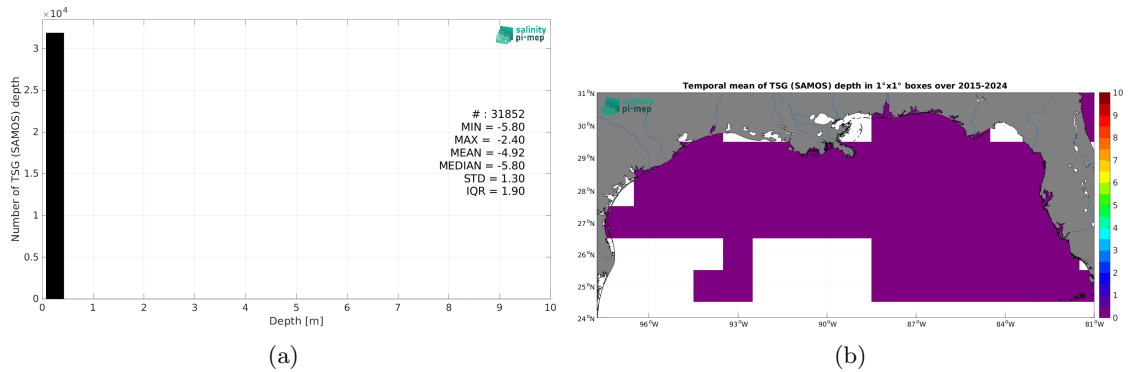 ×10⁴
salinity
pi-mep
3
2.5
2
1.5
1
0.5
0
Number of TSG (SAMOS) depth
# : 31852
MIN = -5.80
MAX = -2.40
MEAN = -4.92
MEDIAN = -5.80
STD = 1.30
IQR = 1.90
0 1 2 3 4 5 6 7 8 9 10
Depth [m]
(a)
Temporal mean of TSG (SAMOS) depth in 1°x1° boxes over 2015-2024
salinity
pi-mep
31°N
30°N
29°N
28°N
27°N
26°N
25°N
24°N
96°W 93°W 90°W 87°W 84°W 81°W
10
9
8
7
6
5
4
3
2
1
0
(b)